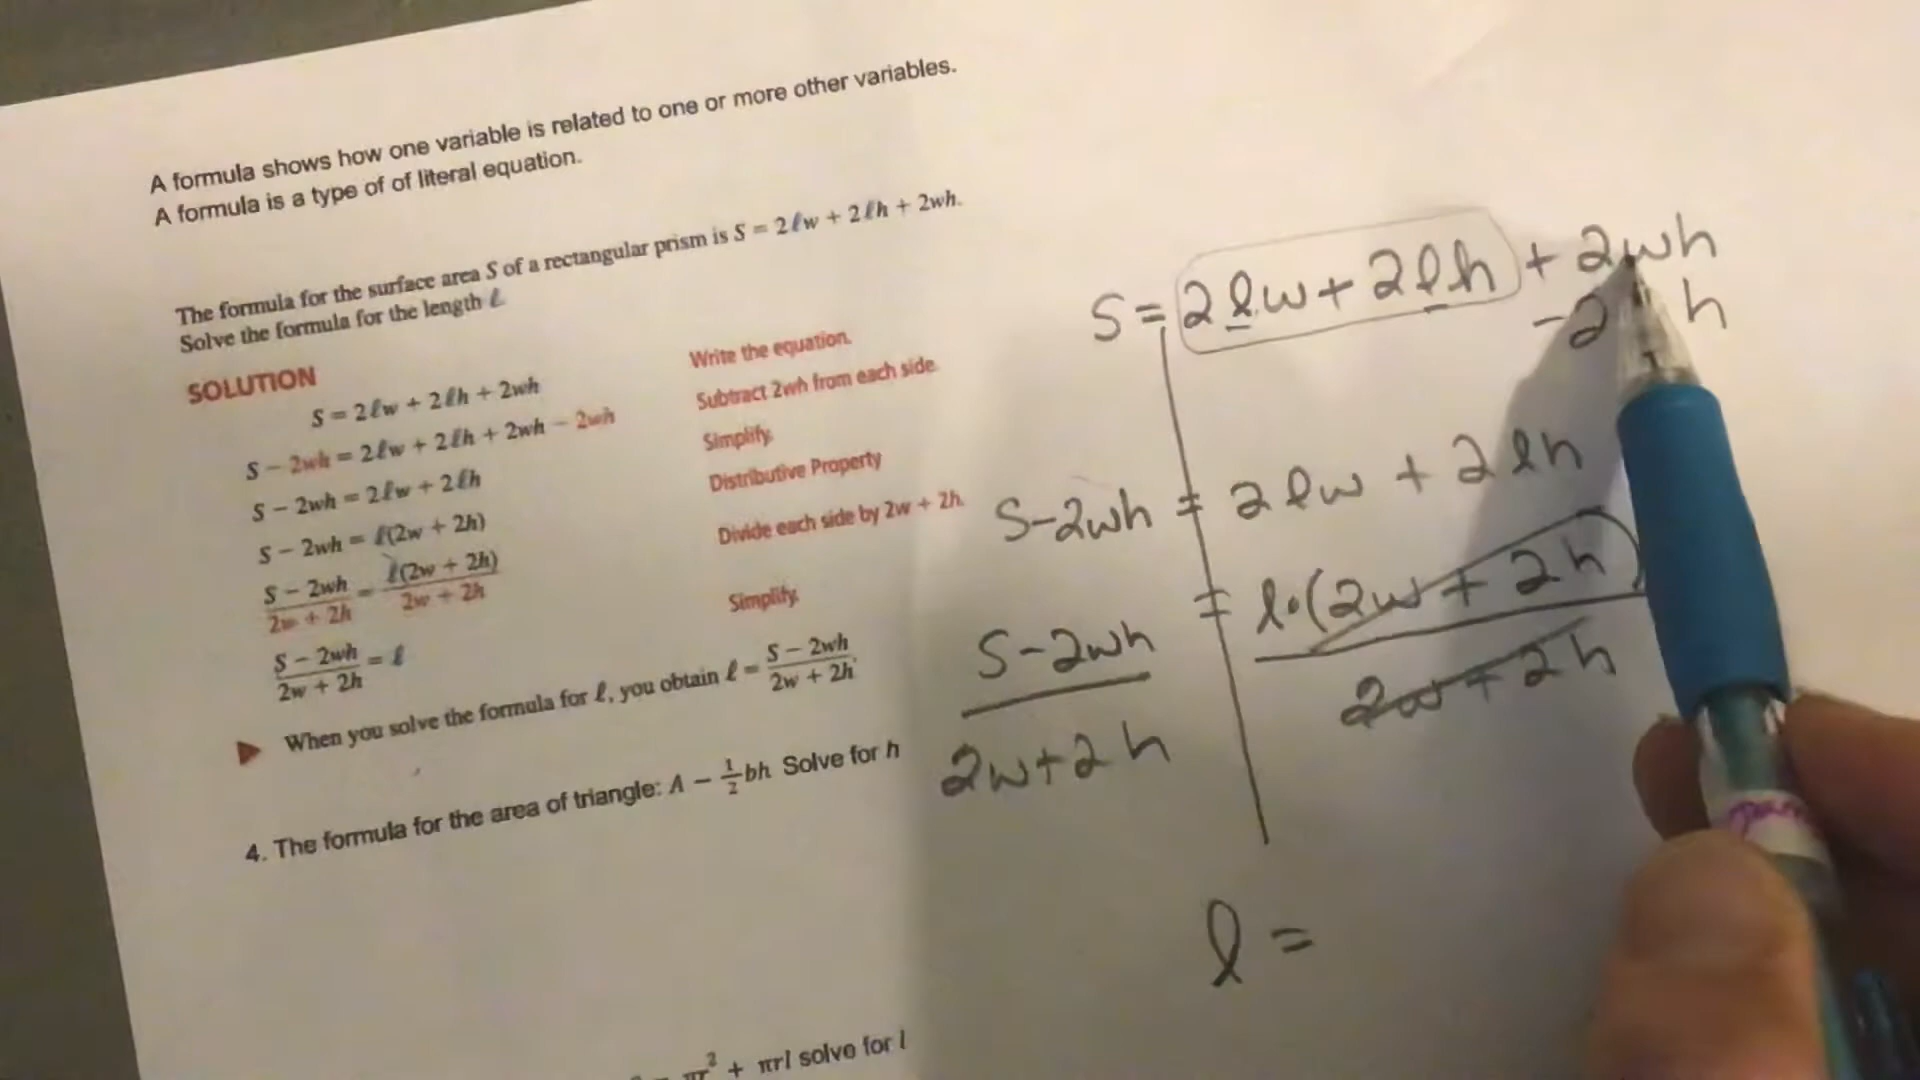 A formula shows how one variable is related to one or more other variables.
A formula is a type of of literal equation.
The formula for the surface area S of a rectangular prism is S = 2ℓw + 2ℓh + 2wh.
Solve the formula for the length ℓ
SOLUTION
S = 2ℓw + 2ℓh + 2wh Write the equation.
S − 2wh = 2ℓw + 2ℓh + 2wh − 2wh Subtract 2wh from each side.
S − 2wh = 2ℓw + 2ℓh Simplify.
S − 2wh = ℓ(2w + 2h) Distributive Property
(S − 2wh)/(2w + 2h) = ℓ(2w + 2h)/(2w + 2h) Divide each side by 2w + 2h.
(S − 2wh)/(2w + 2h) = ℓ Simplify.
When you solve the formula for ℓ, you obtain ℓ = (S − 2wh)/(2w + 2h).
4. The formula for the area of triangle: A − 1/2 bh Solve for h
πr² + πrl solve for l
S = 2ℓw + 2ℓh + 2wh
−2 h
S−2wh = 2ℓw + 2ℓh
S−2wh = ℓ•(2w + 2h)
2w+2h 2w+2h
ℓ =